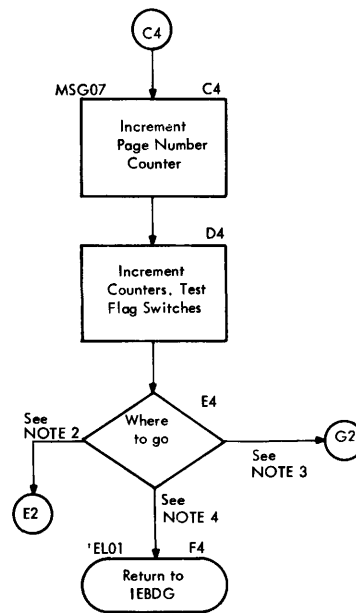 C4
MSG07 C4
Increment
Page Number
Counter
D4
Increment
Counters, Test
Flag Switches
E4
See
NOTE 2
Where
to go
G2
See
NOTE 3
E2
See
NOTE 4
'EL01 F4
Return to
IEBDG